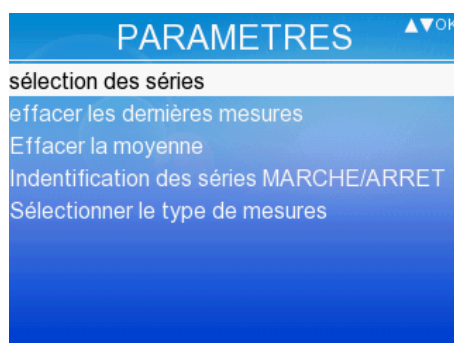 PARAMETRES ▲▼OK
sélection des séries
effacer les dernières mesures
Effacer la moyenne
Indentification des séries MARCHE/ARRET
Sélectionner le type de mesures